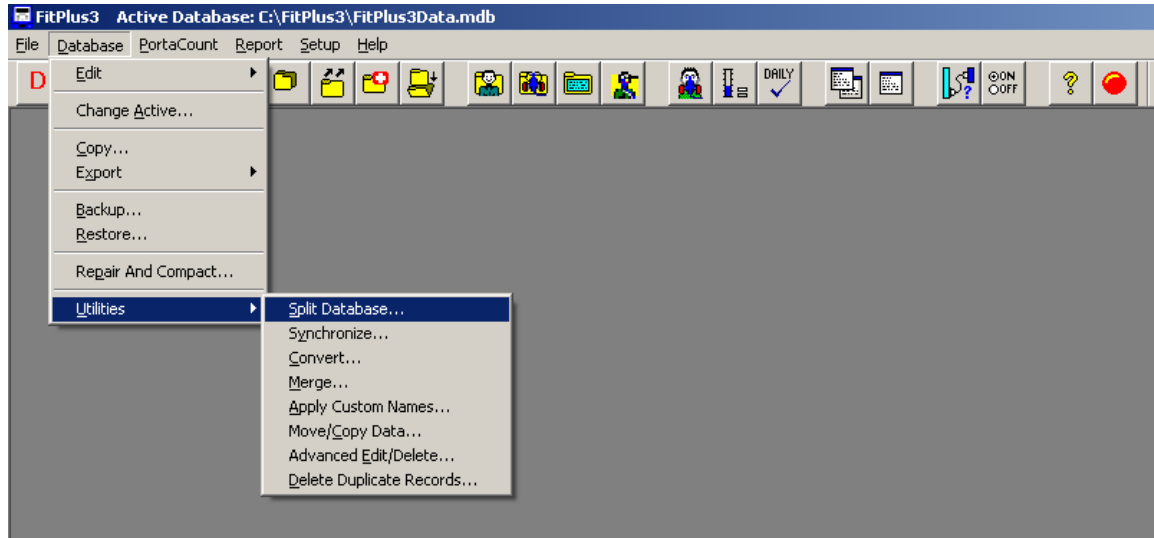 FitPlus3 Active Database: C:\FitPlus3\FitPlus3Data.mdb
File Database PortaCount Report Setup Help
D
DAILY
ON
OFF
?
?
Edit
Change Active...
Copy...
Export
Backup...
Restore...
Repair And Compact...
Utilities
Split Database...
Synchronize...
Convert...
Merge...
Apply Custom Names...
Move/Copy Data...
Advanced Edit/Delete...
Delete Duplicate Records...